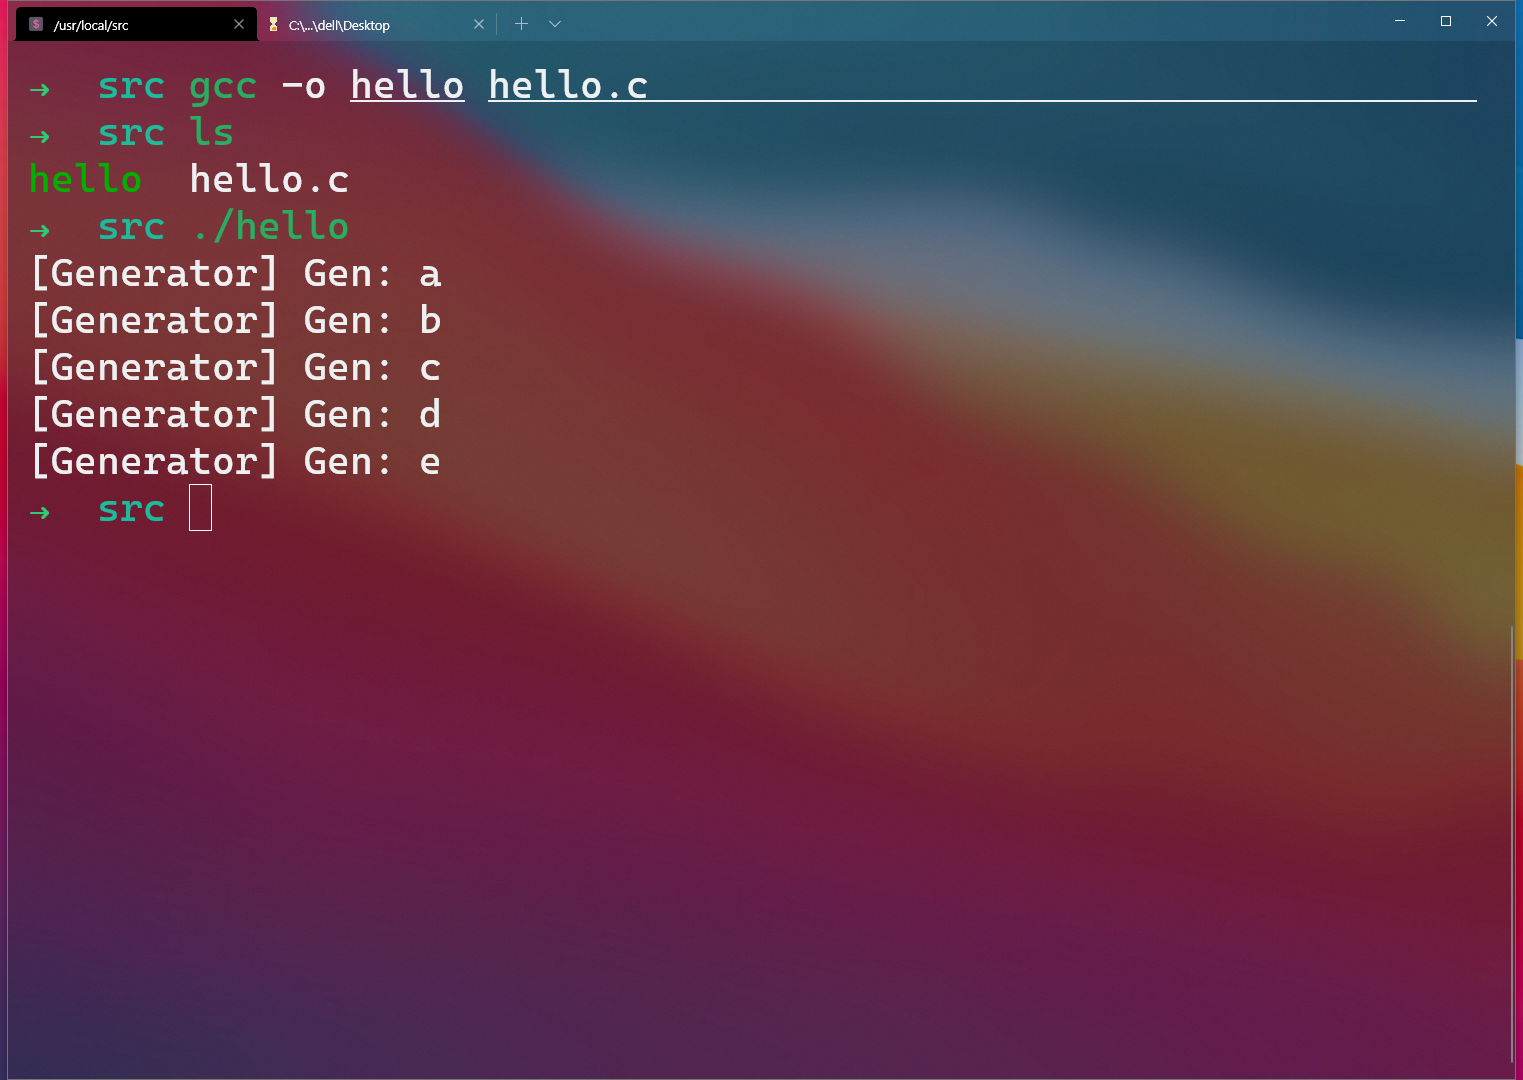 /usr/local/src
C:\...\dell\Desktop
→ src gcc -o hello hello.c
→ src ls
hello hello.c
→ src ./hello
[Generator] Gen: a
[Generator] Gen: b
[Generator] Gen: c
[Generator] Gen: d
[Generator] Gen: e
→ src